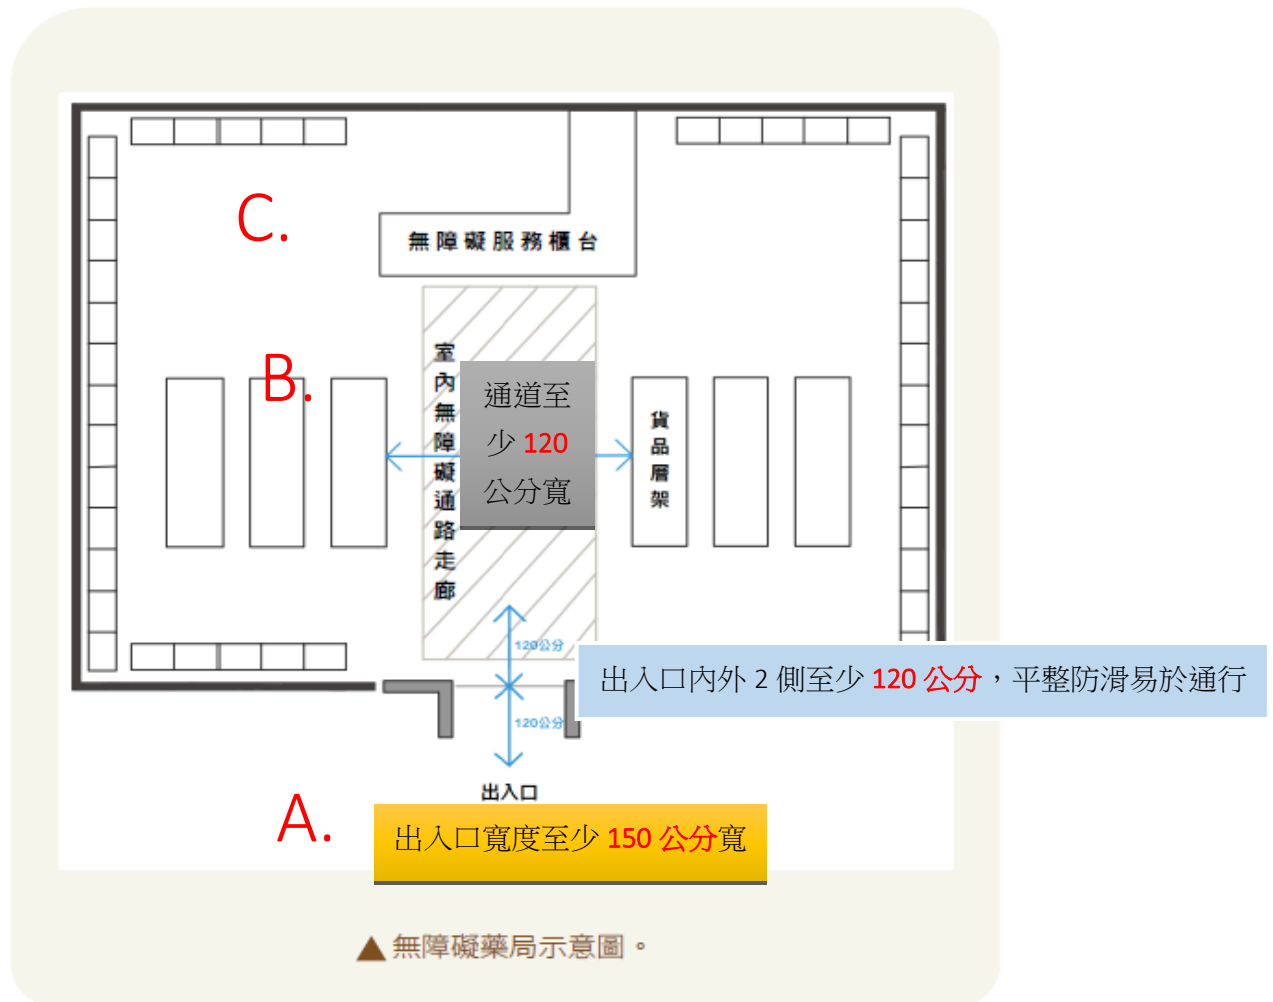 C.
無障礙服務櫃台
B.
室內無障礙通路走廊
通道至
少 120
公分寬
貨品層架
120公分
出入口內外 2 側至少 120 公分，平整防滑易於通行
120公分
出入口
A.
出入口寬度至少 150 公分寬
▲無障礙藥局示意圖。